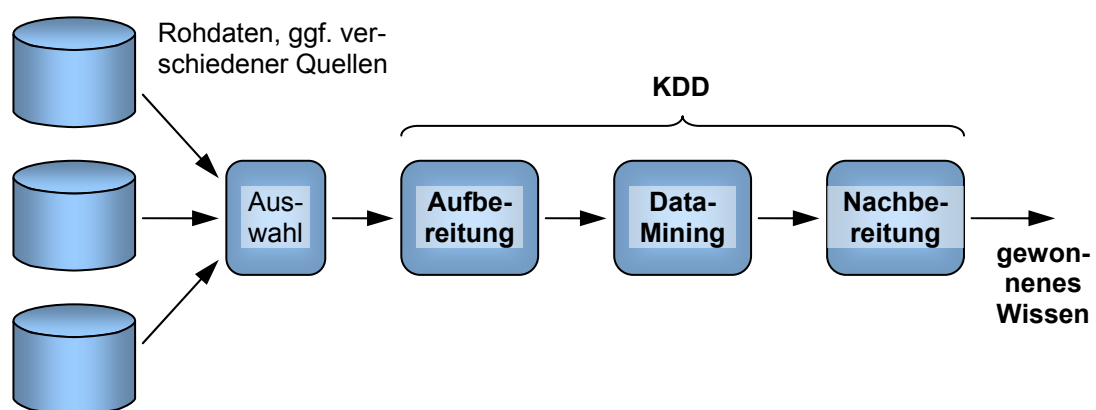 Rohdaten, ggf. ver-
schiedener Quellen
KDD
Aus-
wahl
Aufbe-
reitung
Data-
Mining
Nachbe-
reitung
gewon-
nenes
Wissen